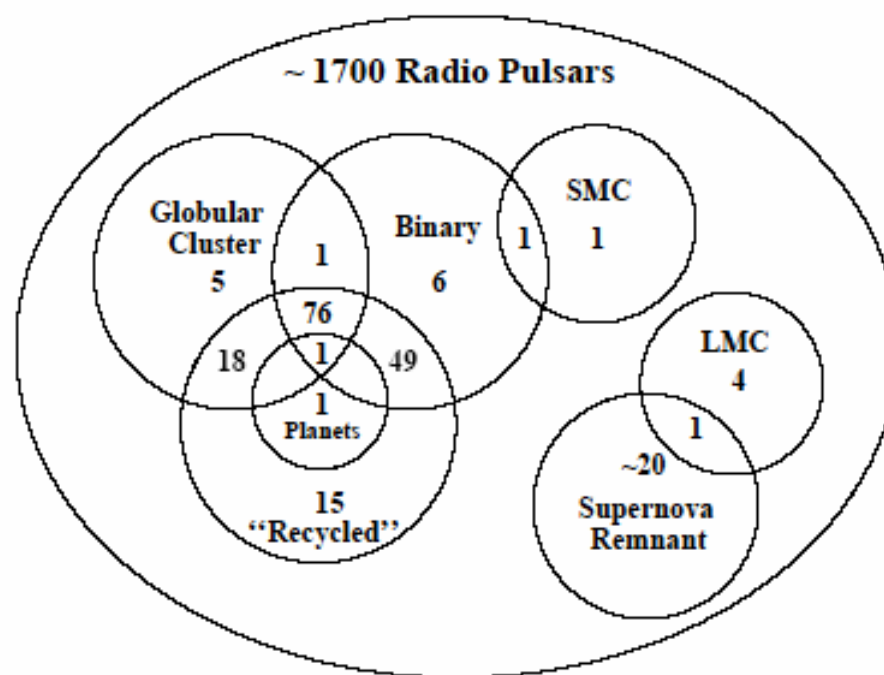 ~ 1700 Radio Pulsars
Globular
Cluster
5
1
Binary
6
1
SMC
1
76
18
1
49
1
Planets
15
“Recycled”
LMC
4
1
~20
Supernova
Remnant